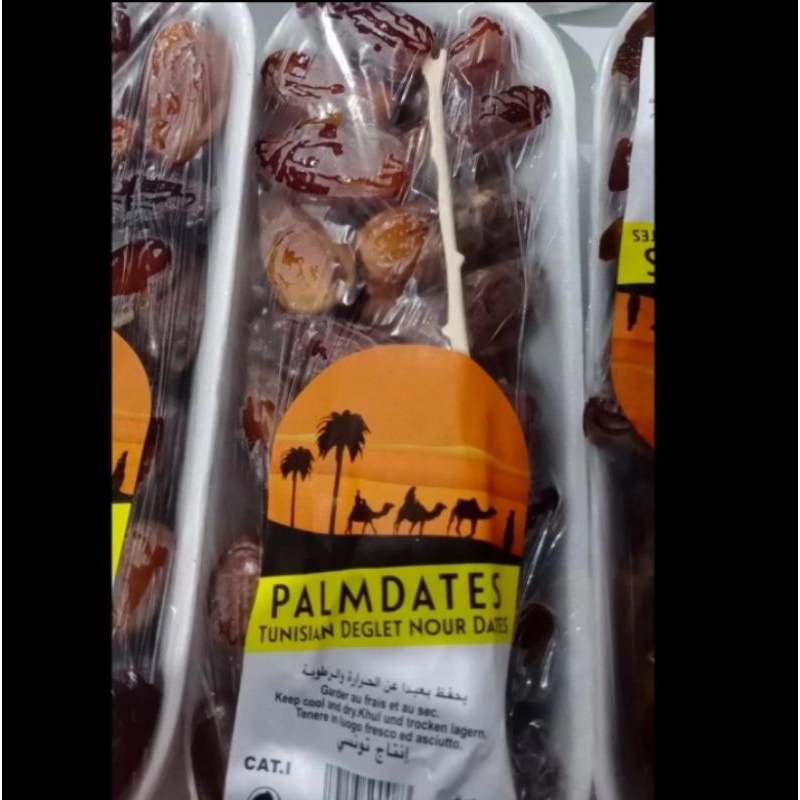 PALMDATES
TUNISIAN DEGLET NOUR DATES
يحفظ بعيدا عن الحرارة والرطوبة
Garder au frais et au sec.
Keep cool and dry.Khul und trocken lagern.
Tenere in luogo fresco ed asciutto.
إنتاج تونسي
CAT.I